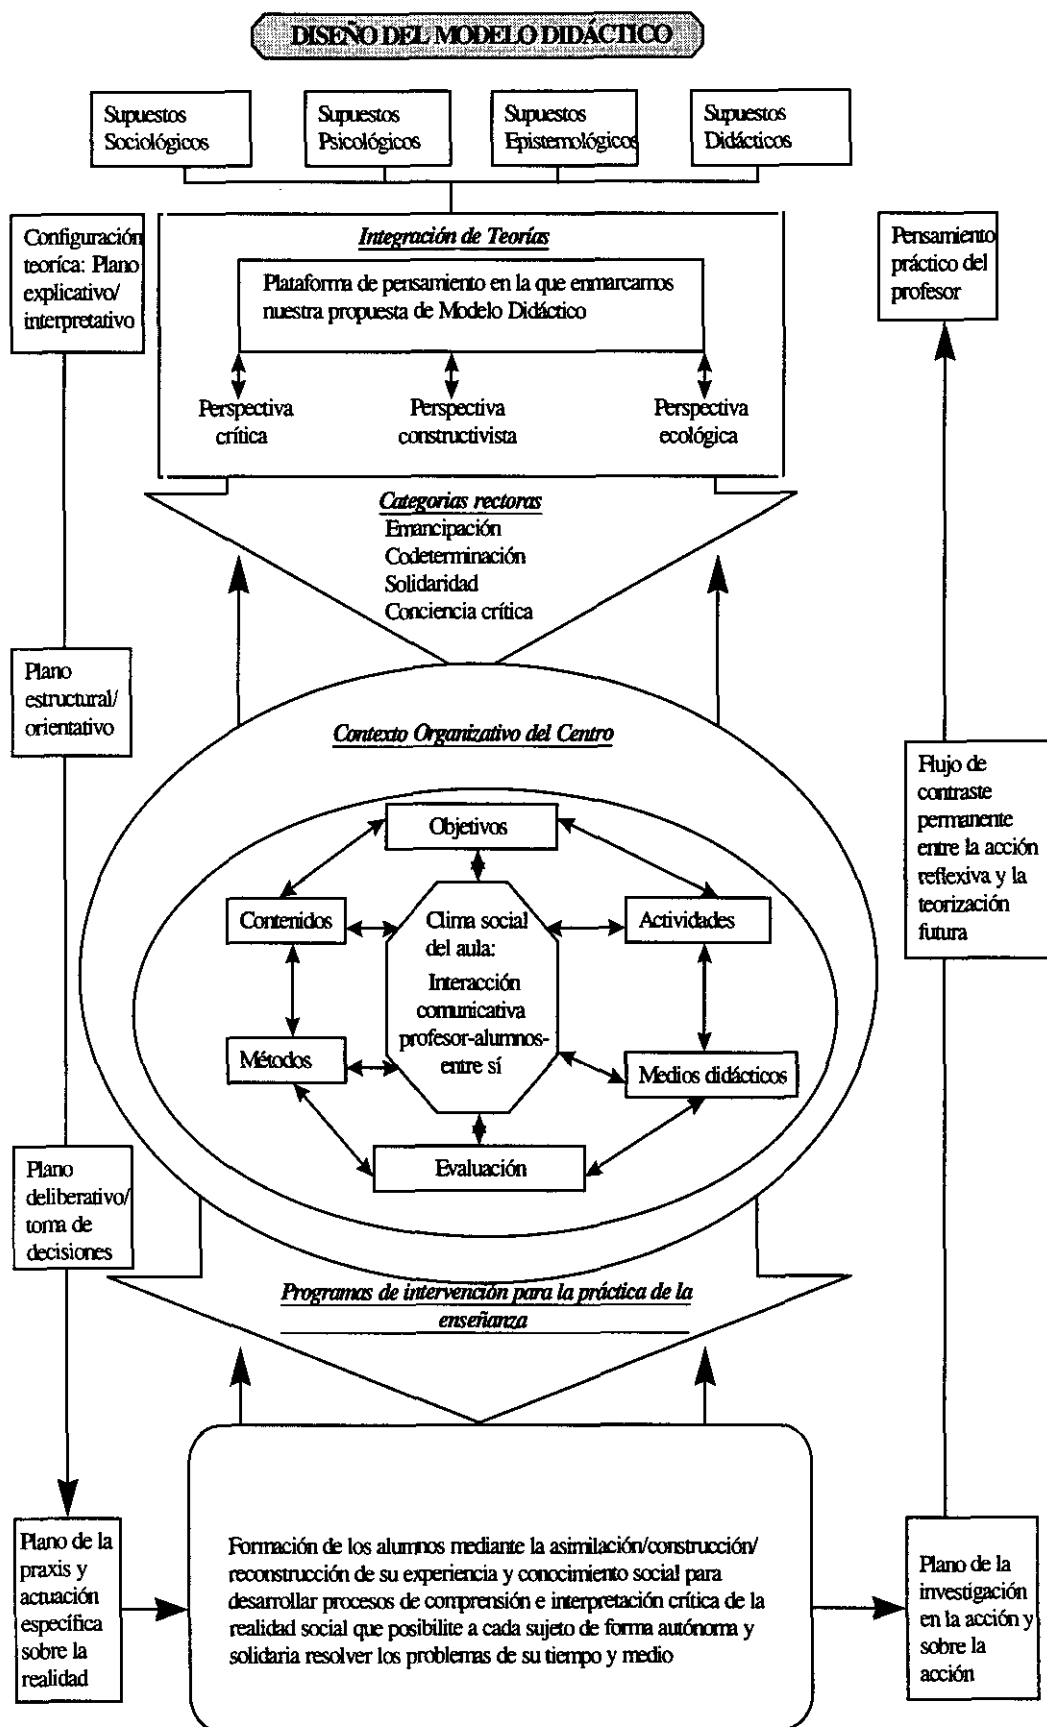 DISEÑO DEL MODELO DIDÁCTICO
Supuestos
Sociológicos
Supuestos
Psicológicos
Supuestos
Epistemológicos
Supuestos
Didácticos
Configuración
teoríca: Plano
explicativo/
interpretativo
Integración de Teorías
Plataforma de pensamiento en la que enmarcamos
nuestra propuesta de Modelo Didáctico
Perspectiva
crítica
Perspectiva
constructivista
Perspectiva
ecológica
Pensamiento
práctico del
profesor
Categorias rectoras
Emancipación
Codeterminación
Solidaridad
Conciencia crítica
Plano
estructural/
orientativo
Contexto Organizativo del Centro
Objetivos
Contenidos
Clima social
del aula:
Interacción
comunicativa
profesor-alumnos-
entre sí
Actividades
Métodos
Medios didácticos
Evaluación
Flujo de
contraste
permanente
entre la acción
reflexiva y la
teorización
futura
Plano
deliberativo/
toma de
decisiones
Programas de intervención para la práctica de la
enseñanza
Plano de la
praxis y
actuación
específica
sobre la
realidad
Formación de los alumnos mediante la asimilación/construcción/
reconstrucción de su experiencia y conocimiento social para
desarrollar procesos de comprensión e interpretación crítica de la
realidad social que posibilite a cada sujeto de forma autónoma y
solidaria resolver los problemas de su tiempo y medio
Plano de la
investigación
en la acción y
sobre la
acción